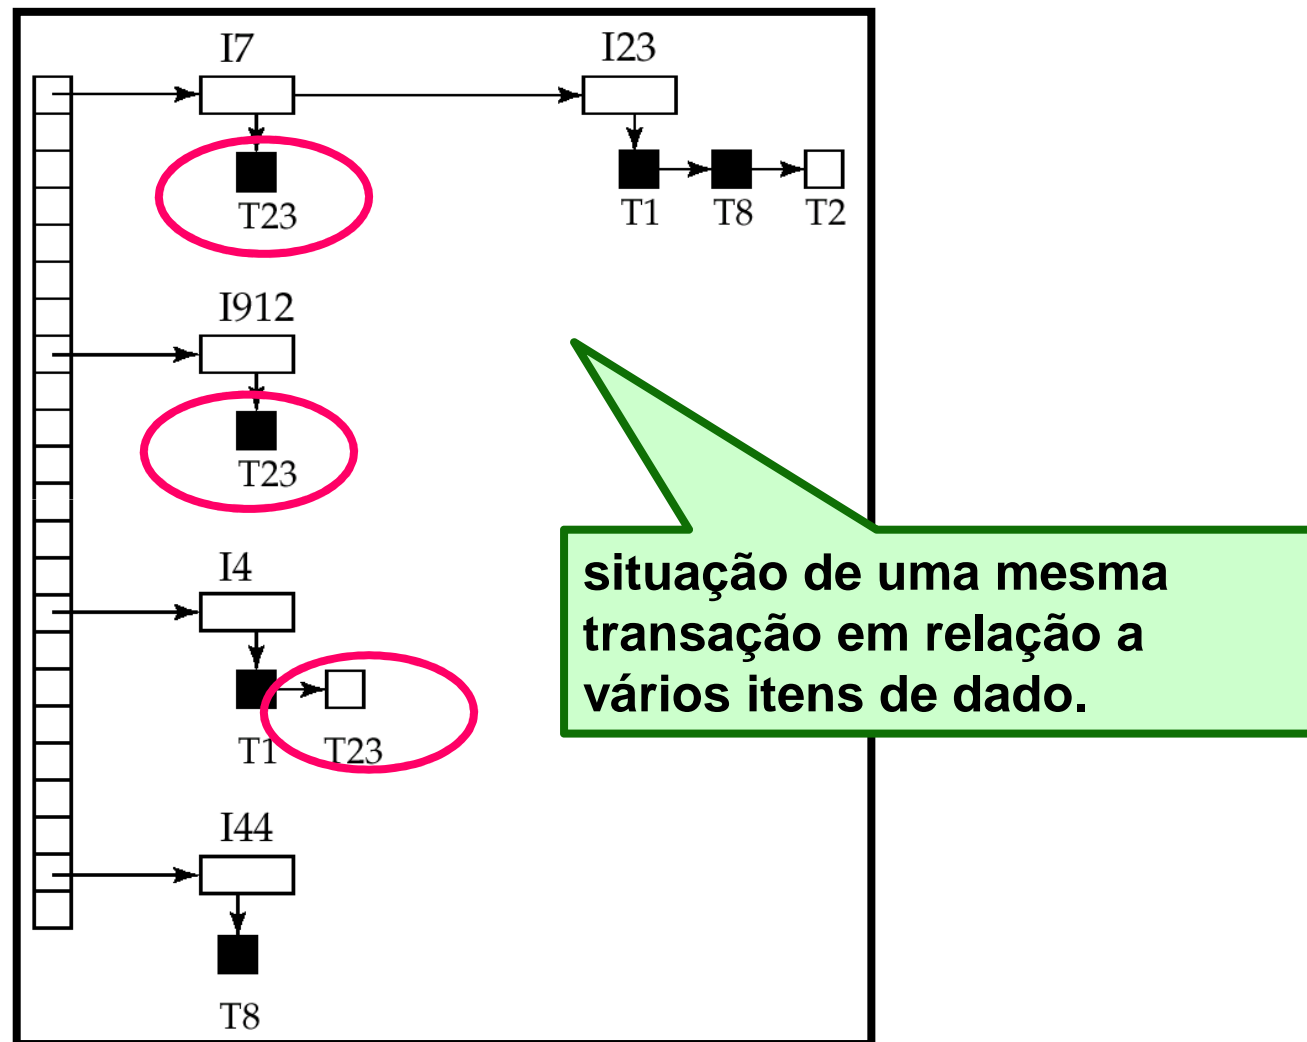 I7
I23
T23
T1 T8 T2
I912
T23
situação de uma mesma
transação em relação a
vários itens de dado.
I4
T1 T23
I44
T8